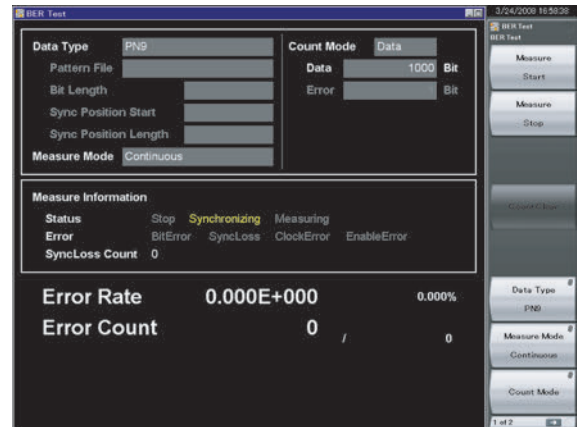 BER Test
3/24/2009 16:59:38
BER Test
BER Test
Data Type PN9
Pattern File
Bit Length
Sync Position Start
Sync Position Length
Measure Mode Continuous
Count Mode Data
Data 1000 Bit
Error Bit
Measure Information
Status Stop Synchronizing Measuring
Error BitError SyncLoss ClockError EnableError
SyncLoss Count 0
Error Rate 0.000E+000 0.000%
Error Count 0 / 0
Measure
Start
Measure
Stop
Count Clear
Data Type
PN9
Measure Mode
Continuous
Count Mode
1 of 2